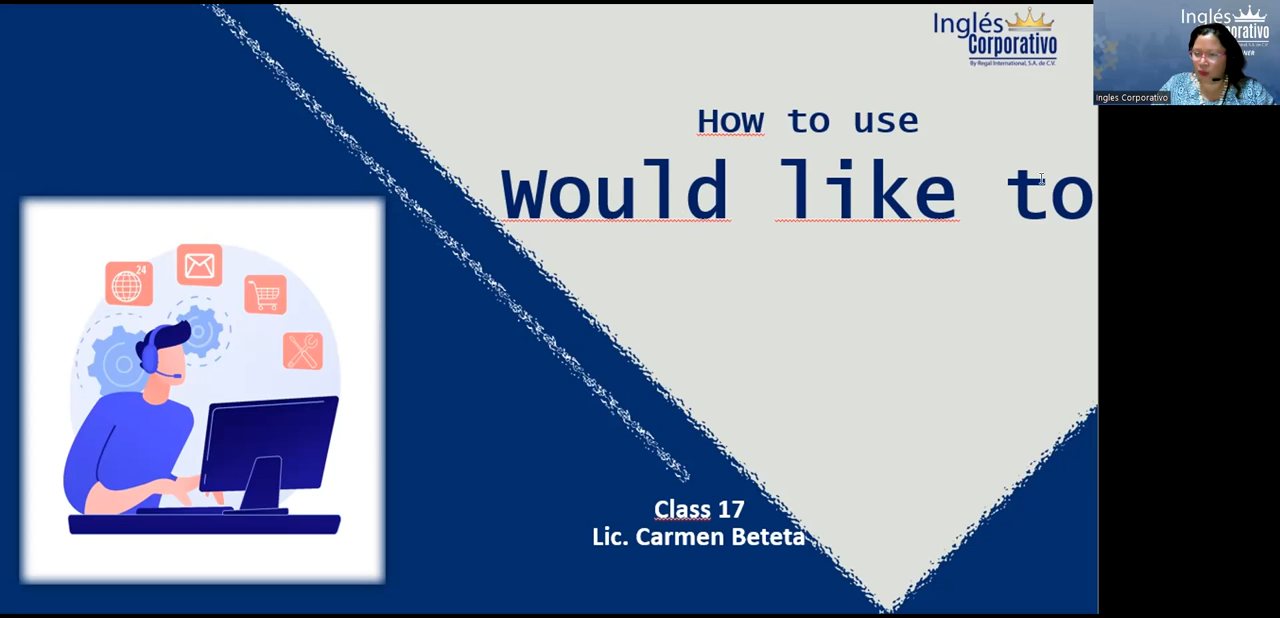 Inglés
Corporativo
By Regal International, S.A. de C.V.
How to use
Would like to
24
Class 17
Lic. Carmen Beteta
Inglés
Ingles Corporativo